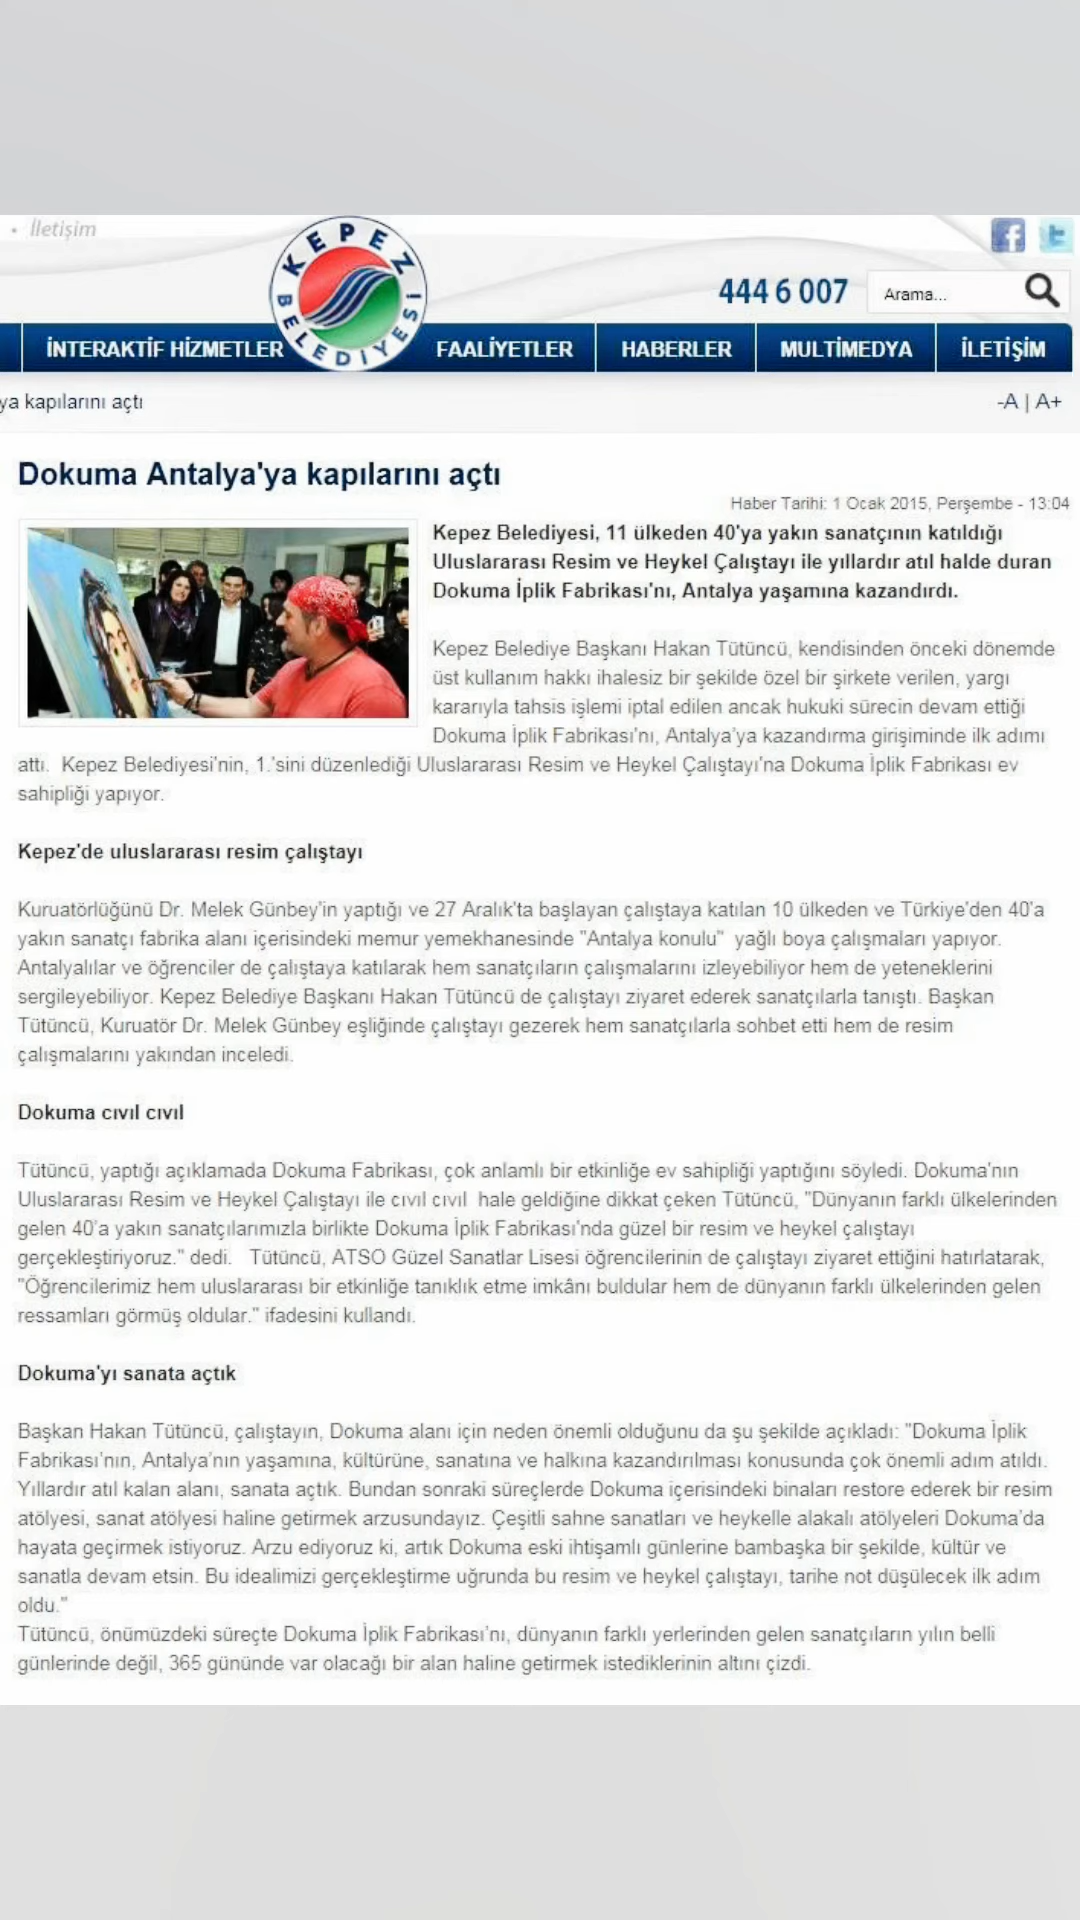 İletişim
KEPEZ BELEDİYESİ
444 6 007
Arama...
İNTERAKTİF HİZMETLER
FAALİYETLER
HABERLER
MULTİMEDYA
İLETİŞİM
ya kapılarını açtı
-A | A+
Dokuma Antalya'ya kapılarını açtı
Haber Tarihi: 1 Ocak 2015, Perşembe - 13:04
Kepez Belediyesi, 11 ülkeden 40'ya yakın sanatçının katıldığı
Uluslararası Resim ve Heykel Çalıştayı ile yıllardır atıl halde duran
Dokuma İplik Fabrikası'nı, Antalya yaşamına kazandırdı.
Kepez Belediye Başkanı Hakan Tütüncü, kendisinden önceki dönemde
üst kullanım hakkı ihalesiz bir şekilde özel bir şirkete verilen, yargı
kararıyla tahsis işlemi iptal edilen ancak hukuki sürecin devam ettiği
Dokuma İplik Fabrikası'nı, Antalya'ya kazandırma girişiminde ilk adımı
attı. Kepez Belediyesi'nin, 1.'sini düzenlediği Uluslararası Resim ve Heykel Çalıştayı'na Dokuma İplik Fabrikası ev
sahipliği yapıyor.
Kepez'de uluslararası resim çalıştayı
Kuruatörlüğünü Dr. Melek Günbey'in yaptığı ve 27 Aralık'ta başlayan çalıştaya katılan 10 ülkeden ve Türkiye'den 40'a
yakın sanatçı fabrika alanı içerisindeki memur yemekhanesinde "Antalya konulu" yağlı boya çalışmaları yapıyor.
Antalyalılar ve öğrenciler de çalıştaya katılarak hem sanatçıların çalışmalarını izleyebiliyor hem de yeteneklerini
sergileyebiliyor. Kepez Belediye Başkanı Hakan Tütüncü de çalıştayı ziyaret ederek sanatçılarla tanıştı. Başkan
Tütüncü, Kuruatör Dr. Melek Günbey eşliğinde çalıştayı gezerek hem sanatçılarla sohbet etti hem de resim
çalışmalarını yakından inceledi.
Dokuma cıvıl cıvıl
Tütüncü, yaptığı açıklamada Dokuma Fabrikası, çok anlamlı bir etkinliğe ev sahipliği yaptığını söyledi. Dokuma'nın
Uluslararası Resim ve Heykel Çalıştayı ile cıvıl cıvıl hale geldiğine dikkat çeken Tütüncü, "Dünyanın farklı ülkelerinden
gelen 40'a yakın sanatçılarımızla birlikte Dokuma İplik Fabrikası'nda güzel bir resim ve heykel çalıştayı
gerçekleştiriyoruz." dedi. Tütüncü, ATSO Güzel Sanatlar Lisesi öğrencilerinin de çalıştayı ziyaret ettiğini hatırlatarak,
"Öğrencilerimiz hem uluslararası bir etkinliğe tanıklık etme imkânı buldular hem de dünyanın farklı ülkelerinden gelen
ressamları görmüş oldular." ifadesini kullandı.
Dokuma'yı sanata açtık
Başkan Hakan Tütüncü, çalıştayın, Dokuma alanı için neden önemli olduğunu da şu şekilde açıkladı: "Dokuma İplik
Fabrikası'nın, Antalya'nın yaşamına, kültürüne, sanatına ve halkına kazandırılması konusunda çok önemli adım atıldı.
Yıllardır atıl kalan alanı, sanata açtık. Bundan sonraki süreçlerde Dokuma içerisindeki binaları restore ederek bir resim
atölyesi, sanat atölyesi haline getirmek arzusundayız. Çeşitli sahne sanatları ve heykelle alakalı atölyeleri Dokuma'da
hayata geçirmek istiyoruz. Arzu ediyoruz ki, artık Dokuma eski ihtişamlı günlerine bambaşka bir şekilde, kültür ve
sanatla devam etsin. Bu idealimizi gerçekleştirme uğrunda bu resim ve heykel çalıştayı, tarihe not düşülecek ilk adım
oldu."
Tütüncü, önümüzdeki süreçte Dokuma İplik Fabrikası'nı, dünyanın farklı yerlerinden gelen sanatçıların yılın belli
günlerinde değil, 365 gününde var olacağı bir alan haline getirmek istediklerinin altını çizdi.